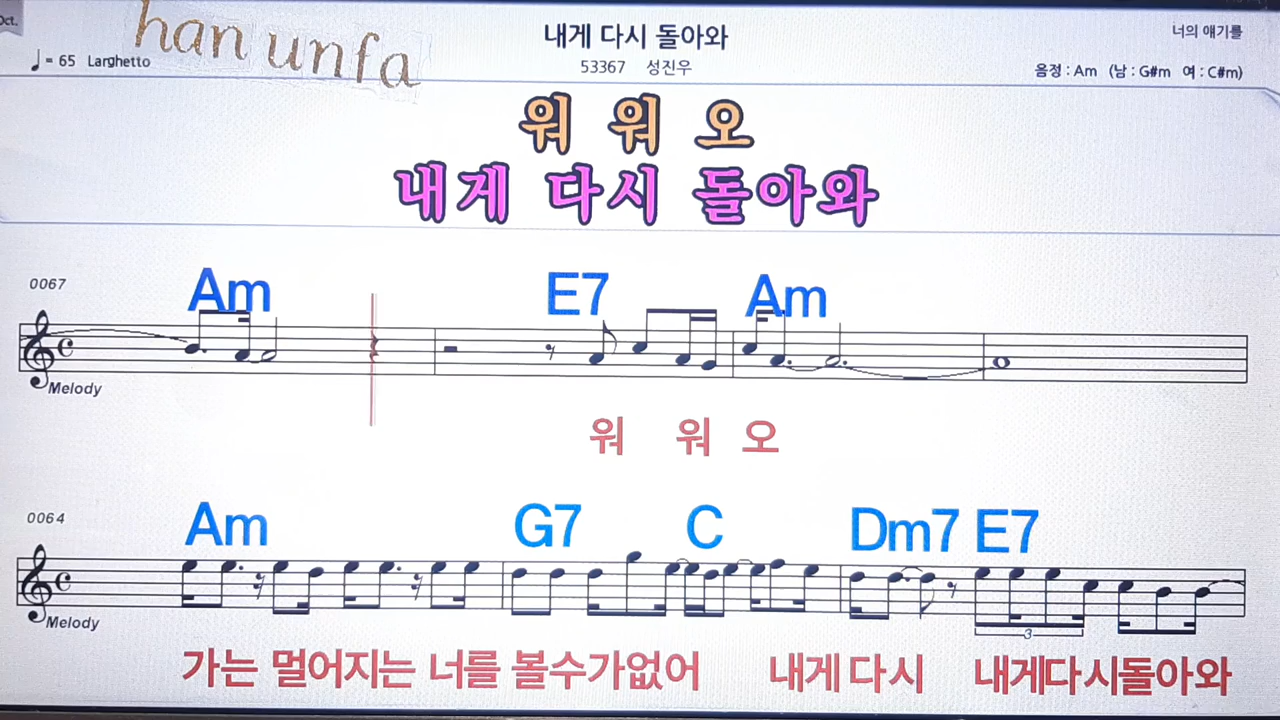 Oct.
han unfa
내게 다시 돌아와
너의 얘기를
♩= 65 Larghetto
53367 성진우
음정 : Am (남 : G#m 여 : C#m)
워 워 오
내게 다시 돌아와
0067
Am E7 Am
Melody
워 워 오
0064
Am G7 C Dm7 E7
3
Melody
가는 멀어지는 너를 볼수가없어 내게 다시 내게다시돌아와